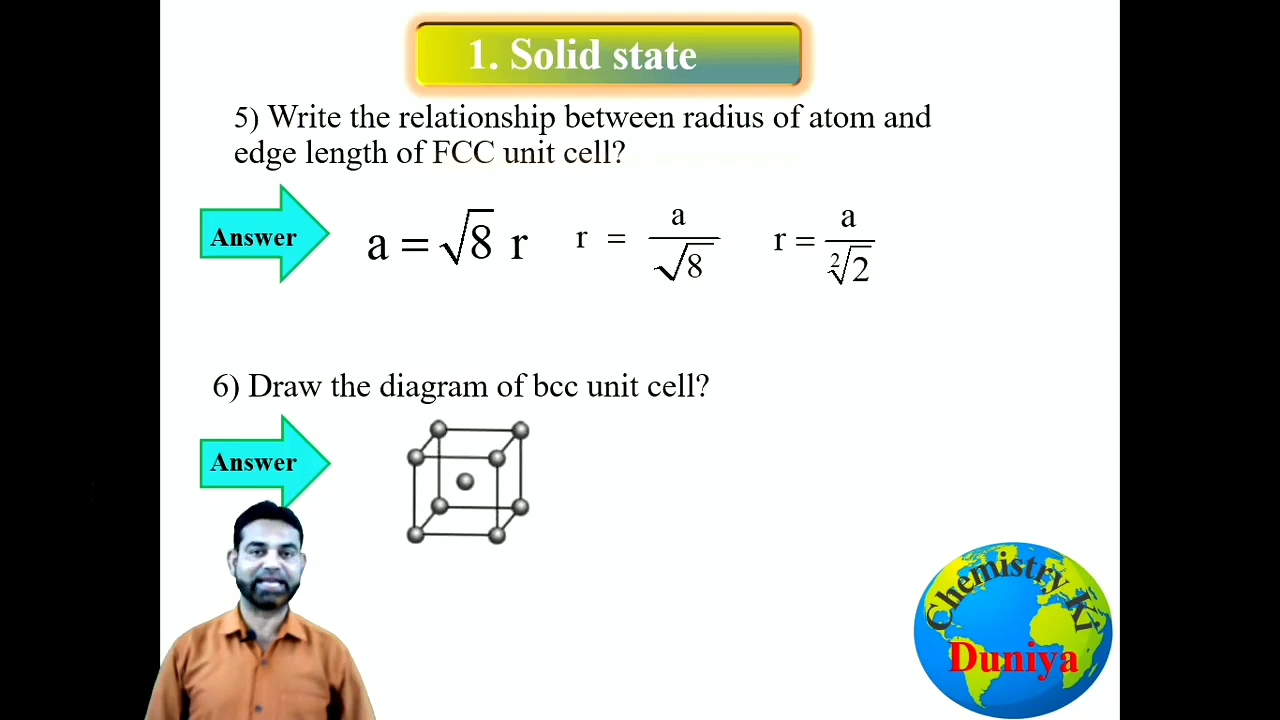 1. Solid state
5) Write the relationship between radius of atom and
edge length of FCC unit cell?
Answer
a = √8 r
r = a/√8
r = a/²√2
6) Draw the diagram of bcc unit cell?
Answer
Chemistry Ki
Duniya